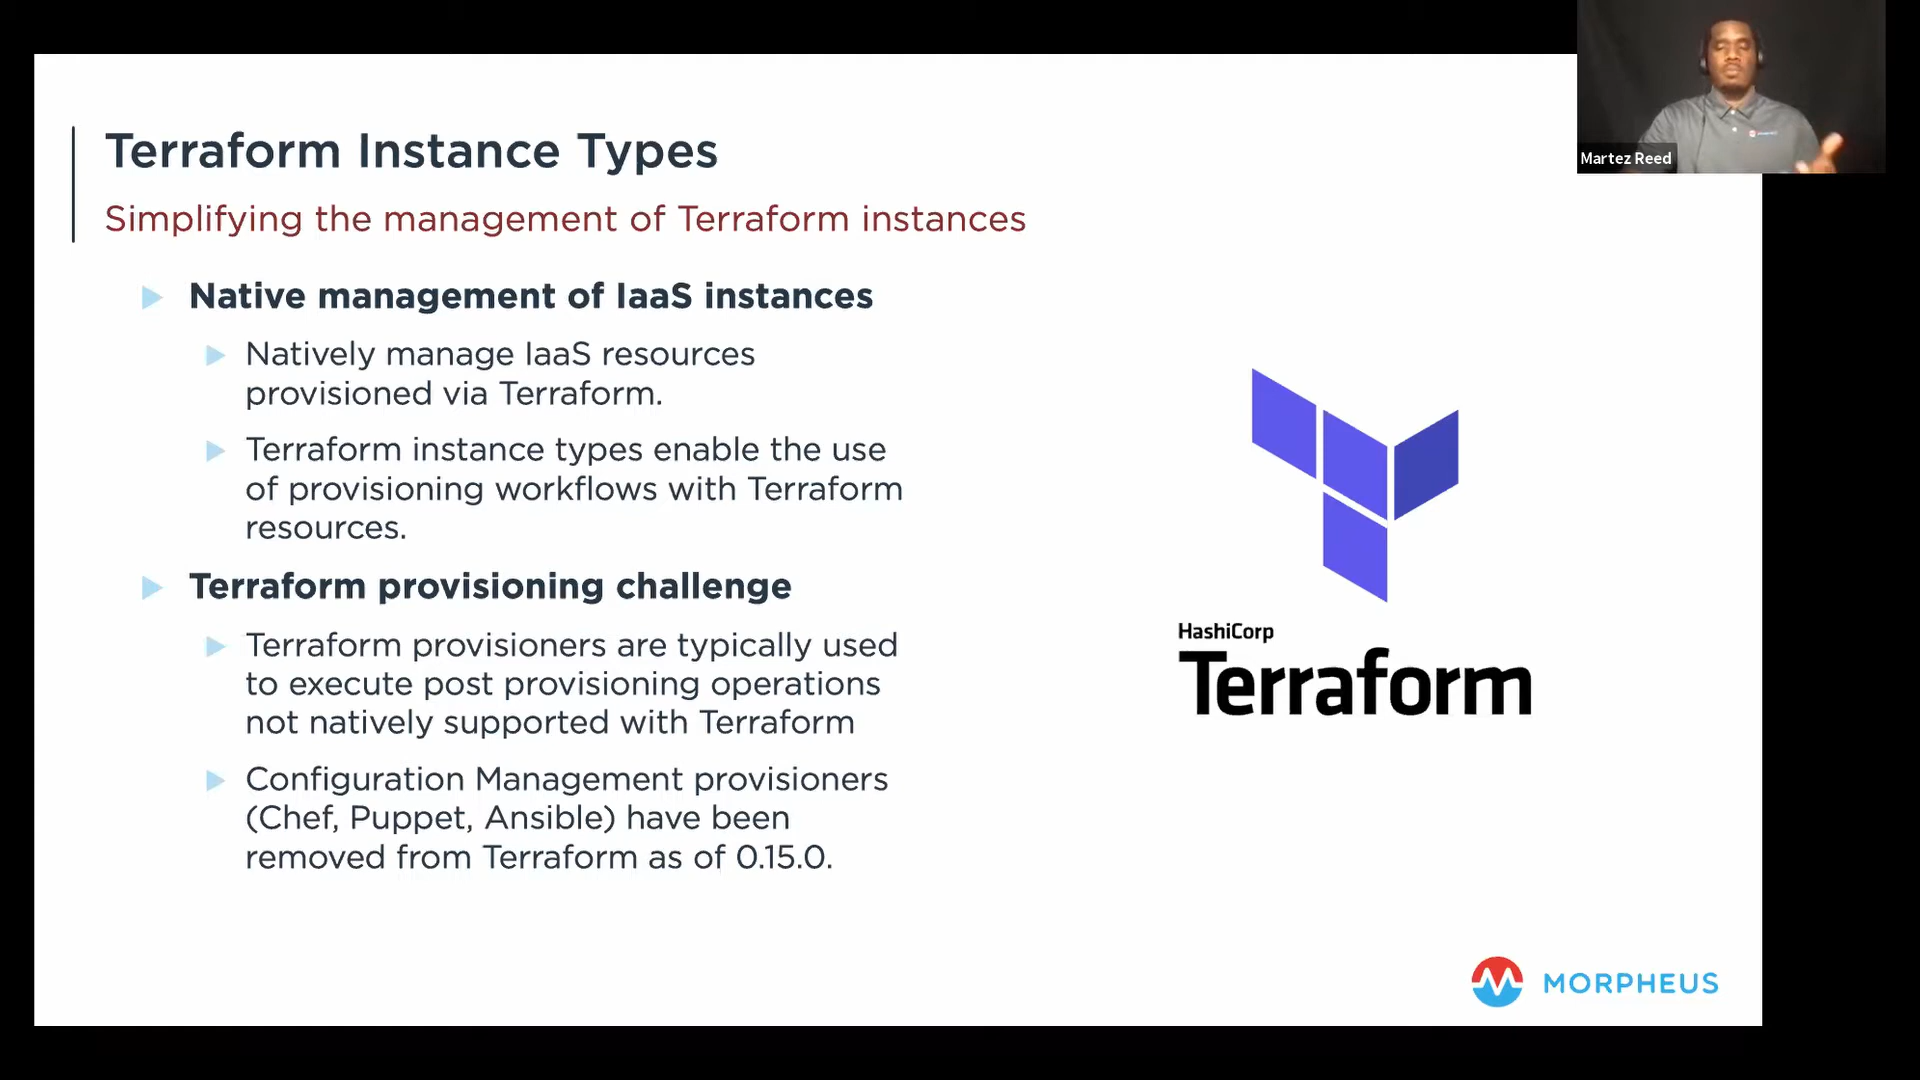 Terraform Instance Types
Simplifying the management of Terraform instances
Native management of IaaS instances
Natively manage IaaS resources
provisioned via Terraform.
Terraform instance types enable the use
of provisioning workflows with Terraform
resources.
Terraform provisioning challenge
Terraform provisioners are typically used
to execute post provisioning operations
not natively supported with Terraform
Configuration Management provisioners
(Chef, Puppet, Ansible) have been
removed from Terraform as of 0.15.0.
HashiCorp
Terraform
MORPHEUS
Martez Reed